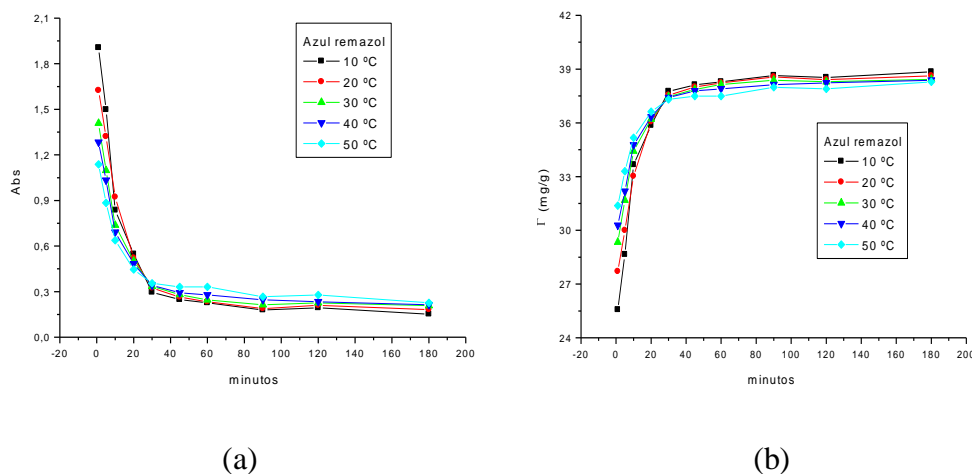 2,1
1,8
1,5
1,2
0,9
0,6
0,3
0,0
Abs
-20 0 20 40 60 80 100 120 140 160 180 200
minutos
Azul remazol
10 ºC
20 ºC
30 ºC
40 ºC
50 ºC
(a)
42
39
36
33
30
27
24
Γ (mg/g)
-20 0 20 40 60 80 100 120 140 160 180 200
minutos
Azul remazol
10 ºC
20 ºC
30 ºC
40 ºC
50 ºC
(b)